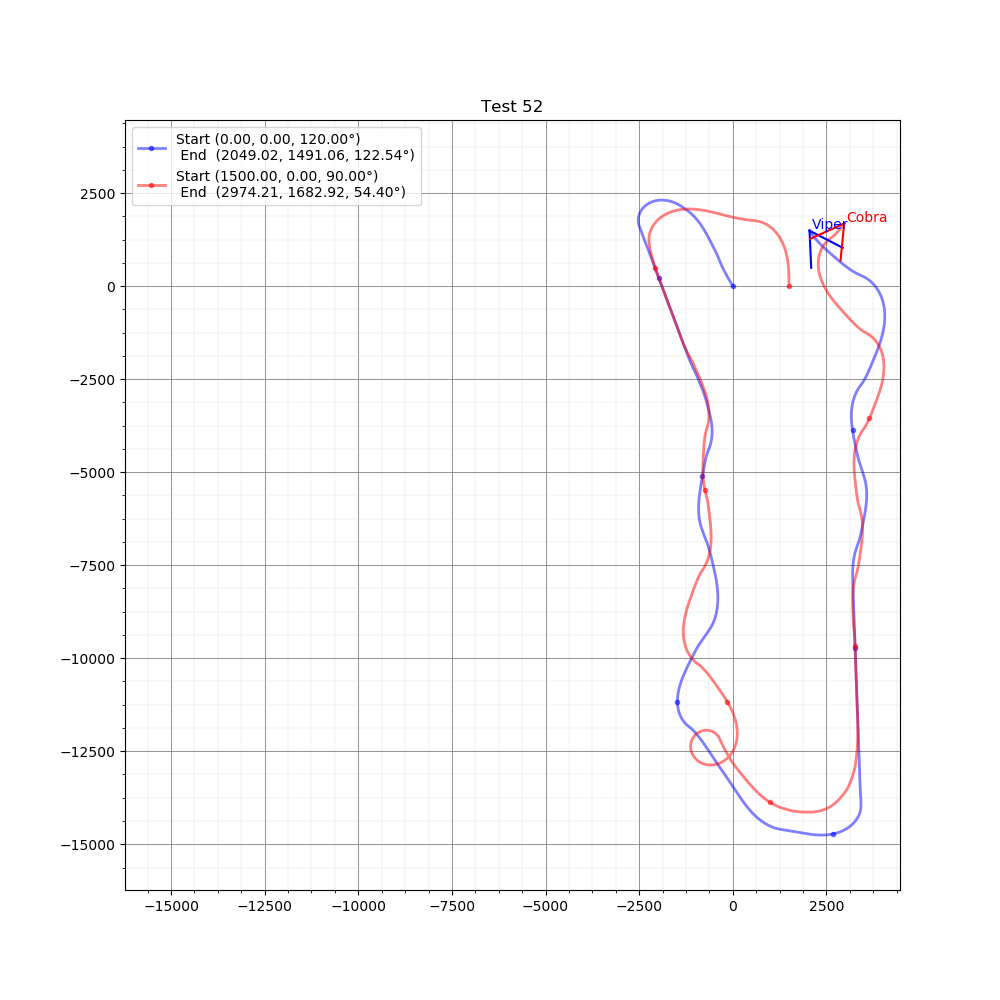 Test 52
Start (0.00, 0.00, 120.00°)
End (2049.02, 1491.06, 122.54°)
Start (1500.00, 0.00, 90.00°)
End (2974.21, 1682.92, 54.40°)
Viper
Cobra
2500
0
−2500
−5000
−7500
−10000
−12500
−15000
−15000 −12500 −10000 −7500 −5000 −2500 0 2500